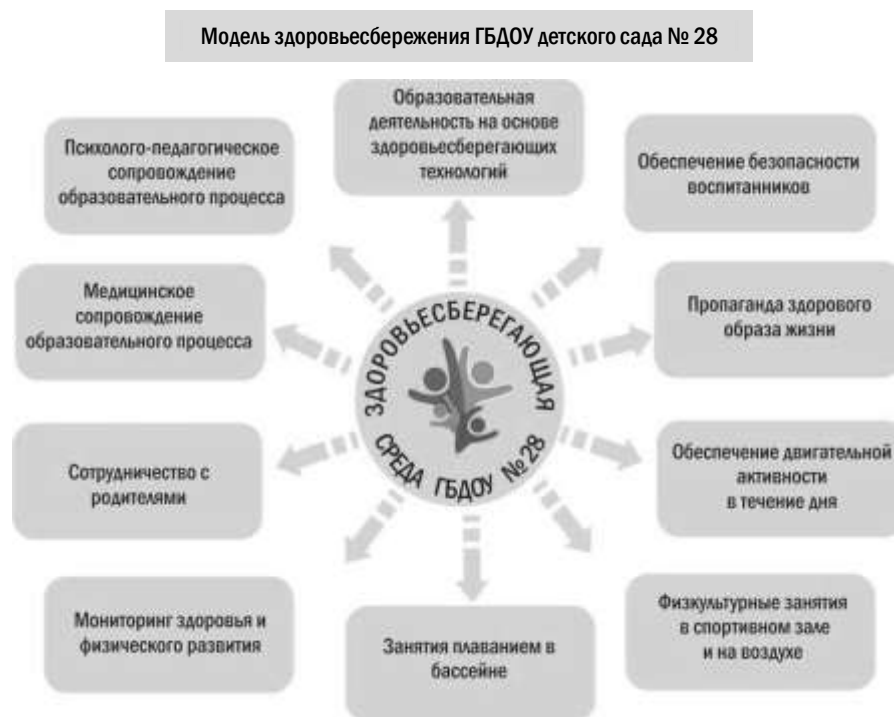 Модель здоровьесбережения ГБДОУ детского сада № 28
Образовательная
деятельность на основе
здоровьесберегающих
технологий
Психолого-педагогическое
сопровождение
образовательного процесса
Обеспечение безопасности
воспитанников
Медицинское
сопровождение
образовательного процесса
Пропаганда здорового
образа жизни
ЗДОРОВЬЕСБЕРЕГАЮЩАЯ
СРЕДА ГБДОУ №28
Сотрудничество с
родителями
Обеспечение двигательной
активности
в течение дня
Мониторинг здоровья и
физического развития
Занятия плаванием в
бассейне
Физкультурные занятия
в спортивном зале
и на воздухе